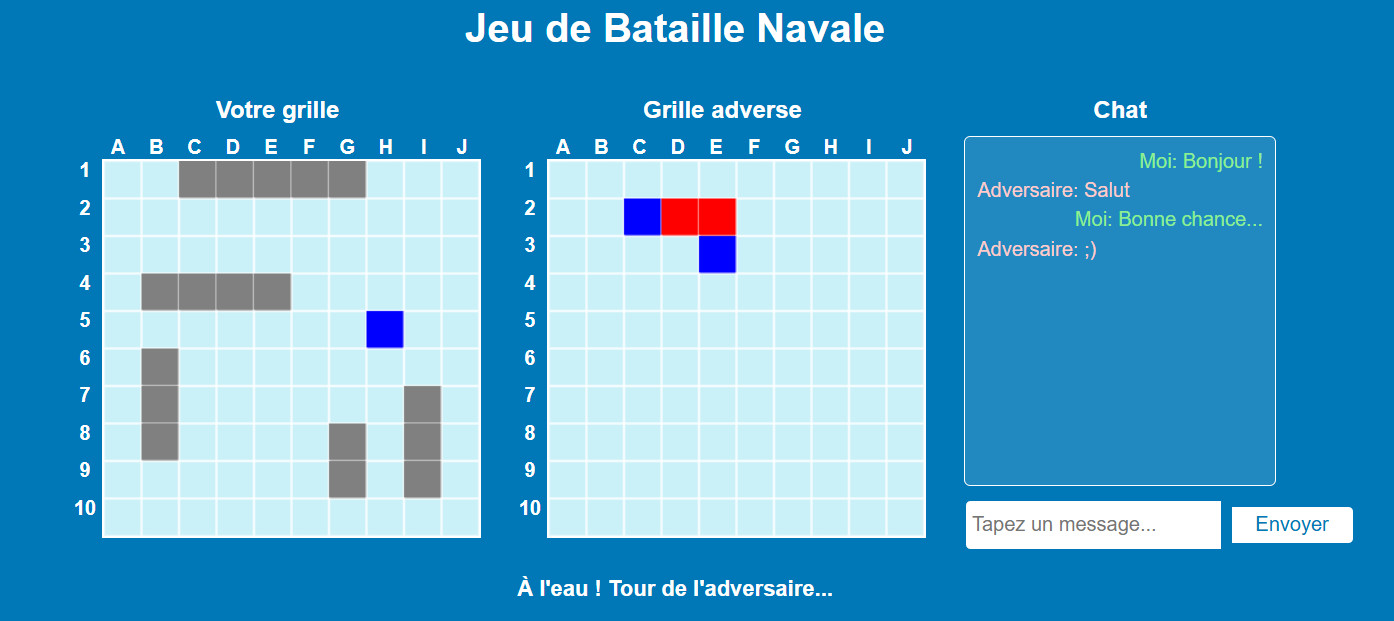 Jeu de Bataille Navale
Votre grille
A B C D E F G H I J
1
2
3
4
5
6
7
8
9
10
Grille adverse
A B C D E F G H I J
1
2
3
4
5
6
7
8
9
10
Chat
Moi: Bonjour !
Adversaire: Salut
Moi: Bonne chance...
Adversaire: ;)
Tapez un message...
Envoyer
À l'eau ! Tour de l'adversaire...